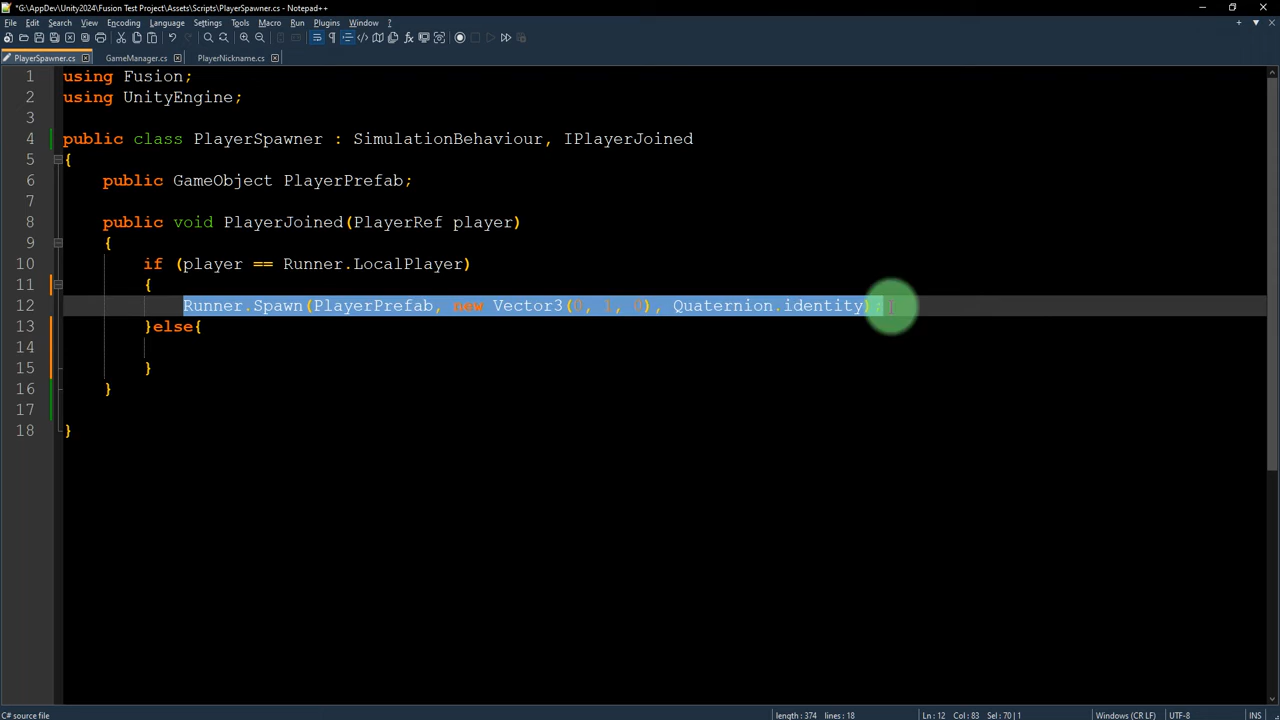 *G:\AppDev\Unity2024\Fusion Test Project\Assets\Scripts\PlayerSpawner.cs - Notepad++
File Edit Search View Encoding Language Settings Tools Macro Run Plugins Window ?
PlayerSpawner.cs GameManager.cs PlayerNickname.cs
1 using Fusion;
2 using UnityEngine;
3
4 public class PlayerSpawner : SimulationBehaviour, IPlayerJoined
5 {
6 public GameObject PlayerPrefab;
7
8 public void PlayerJoined(PlayerRef player)
9 {
10 if (player == Runner.LocalPlayer)
11 {
12 Runner.Spawn(PlayerPrefab, new Vector3(0, 1, 0), Quaternion.identity);
13 }else{
14
15 }
16 }
17
18 }
C# source file length : 374 lines : 18 Ln : 12 Col : 83 Sel : 70 | 1 Windows (CR LF) UTF-8 INS